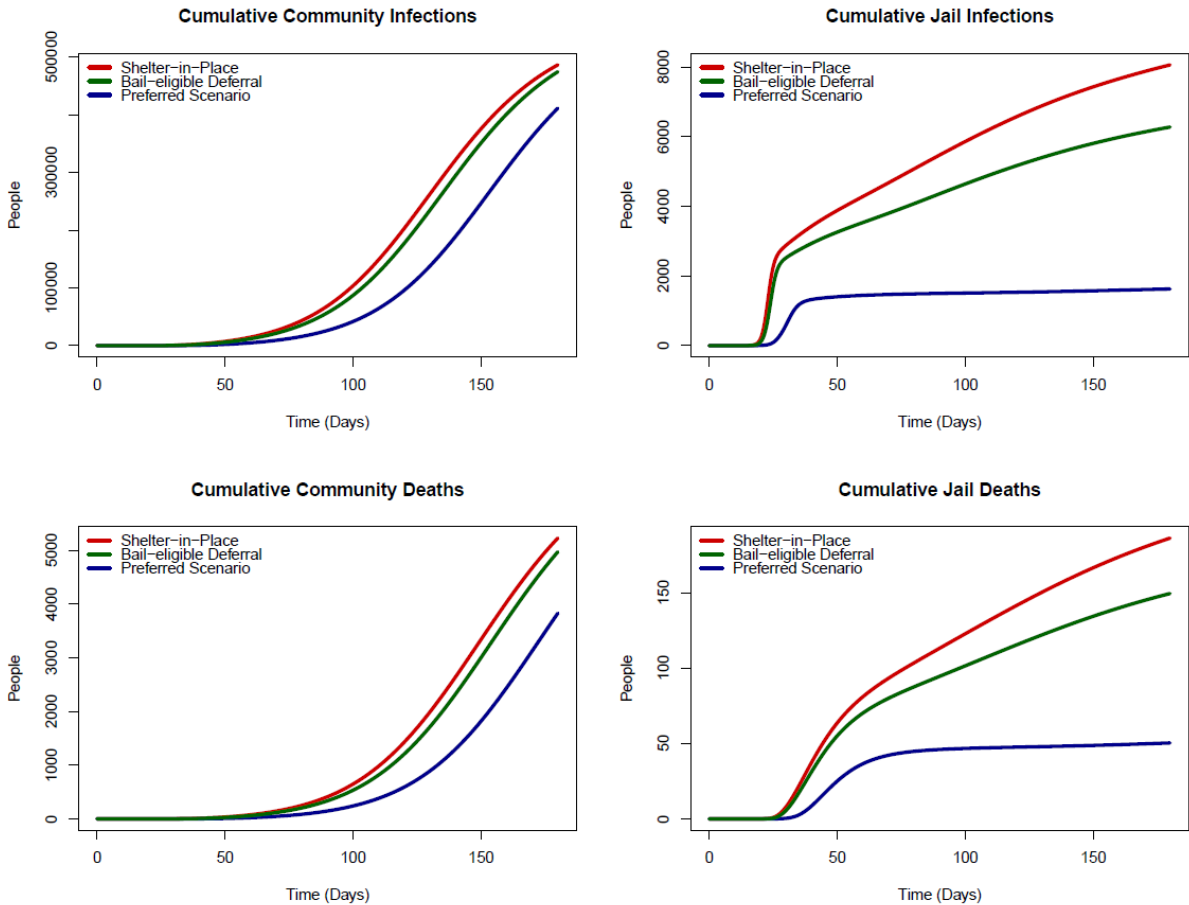 Cumulative Community Infections
People
500000
300000
100000
0
Shelter−in−Place
Bail−eligible Deferral
Preferred Scenario
0 50 100 150
Time (Days)
Cumulative Jail Infections
People
8000
6000
4000
2000
0
Shelter−in−Place
Bail−eligible Deferral
Preferred Scenario
0 50 100 150
Time (Days)
Cumulative Community Deaths
People
5000
4000
3000
2000
1000
0
Shelter−in−Place
Bail−eligible Deferral
Preferred Scenario
0 50 100 150
Time (Days)
Cumulative Jail Deaths
People
150
100
50
0
Shelter−in−Place
Bail−eligible Deferral
Preferred Scenario
0 50 100 150
Time (Days)